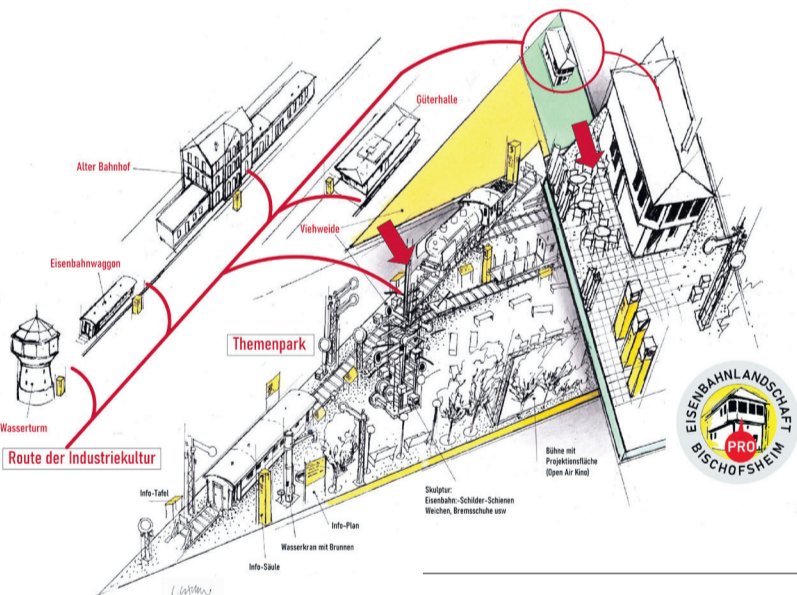 Güterhalle
Alter Bahnhof
Viehweide
Eisenbahnwaggon
Themenpark
Wasserturm
Route der Industriekultur
EISENBAHNLANDSCHAFT
PRO
BISCHOFSHEIM
Bühne mit
Projektionsfläche
(Open Air Kino)
Skulptur:
Eisenbahn:-Schilder-Schienen
Weichen, Bremsschuhe usw
Info-Tafel
Info-Plan
Wasserkran mit Brunnen
Info-Säule